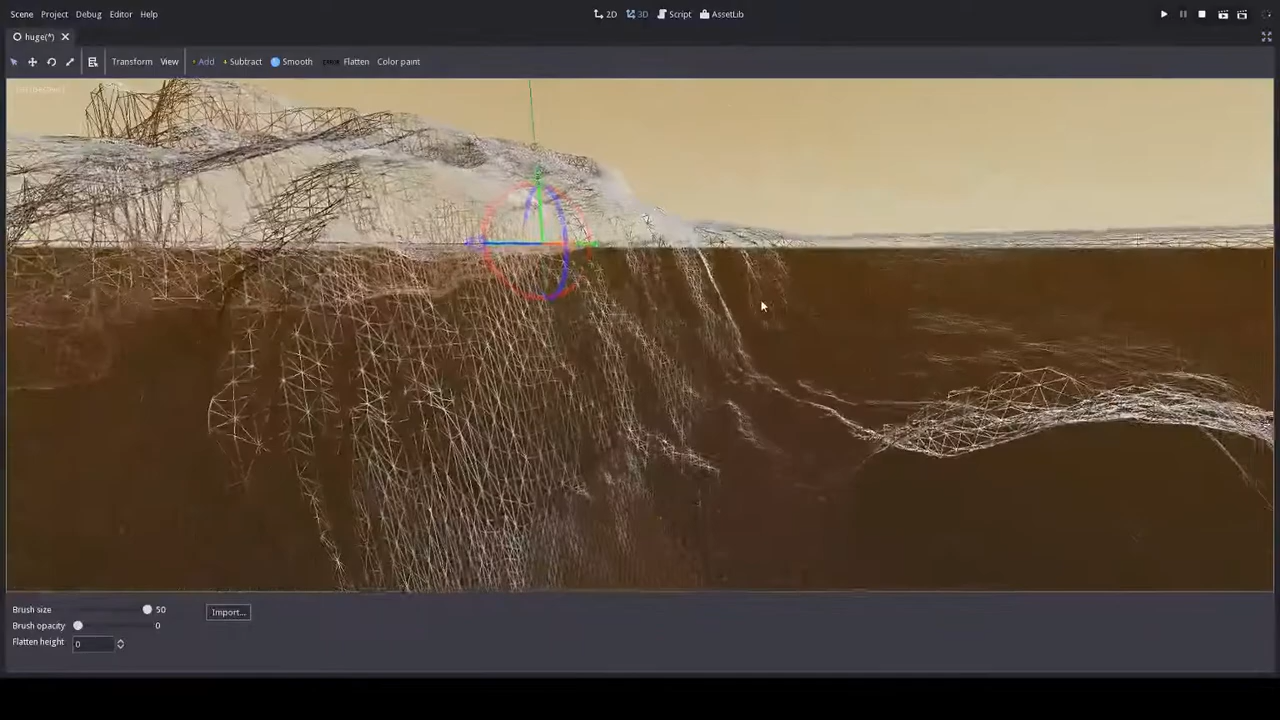 Scene Project Debug Editor Help 2D 3D Script AssetLib
huge(*)
Transform View Add Subtract Smooth Flatten Color paint
Brush size 50 Import...
Brush opacity 0
Flatten height 0